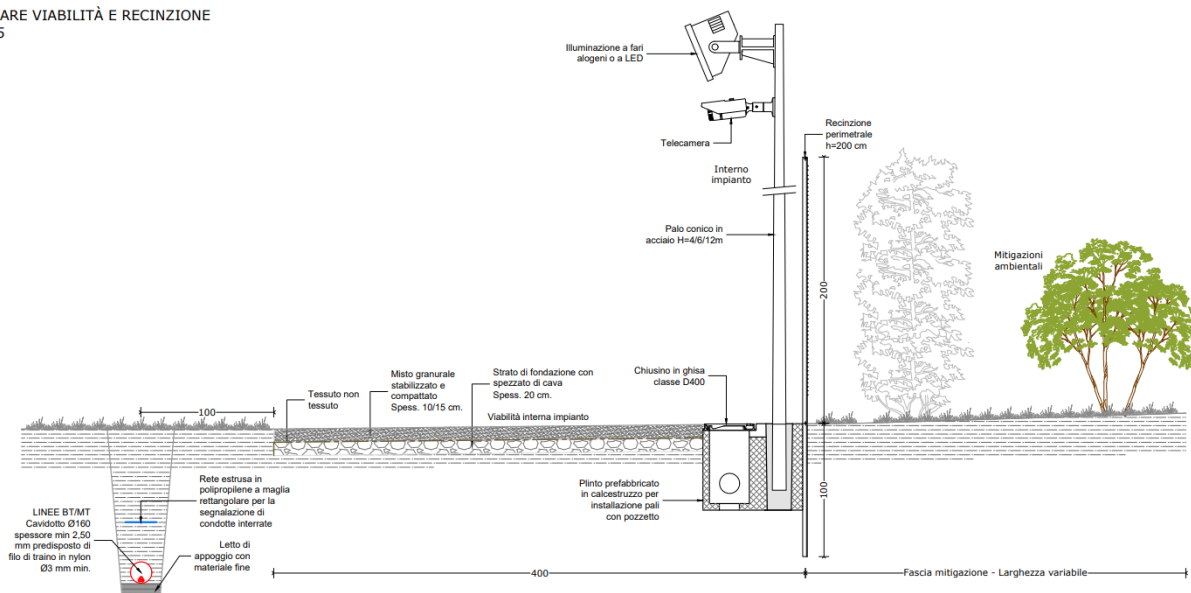 ARE VIABILITÀ E RECINZIONE
Illuminazione a fari
alogeni o a LED
Telecamera
Recinzione
perimetrale
h=200 cm
Interno
impianto
Palo conico in
acciaio H=4/6/12m
Mitigazioni
ambientali
200
Chiusino in ghisa
classe D400
Strato di fondazione con
spezzato di cava
Spess. 20 cm.
Misto granurale
stabilizzato e
compattato
Spess. 10/15 cm.
Tessuto non
tessuto
100
Viabilità interna impianto
Rete estrusa in
polipropilene a maglia
rettangolare per la
segnalazione di
condotte interrate
Plinto prefabbricato
in calcestruzzo per
installazione pali
con pozzetto
100
LINEE BT/MT
Cavidotto Ø160
spessore min 2,50
mm predisposto di
filo di traino in nylon
Ø3 mm min.
Letto di
appoggio con
materiale fine
400
Fascia mitigazione - Larghezza variabile